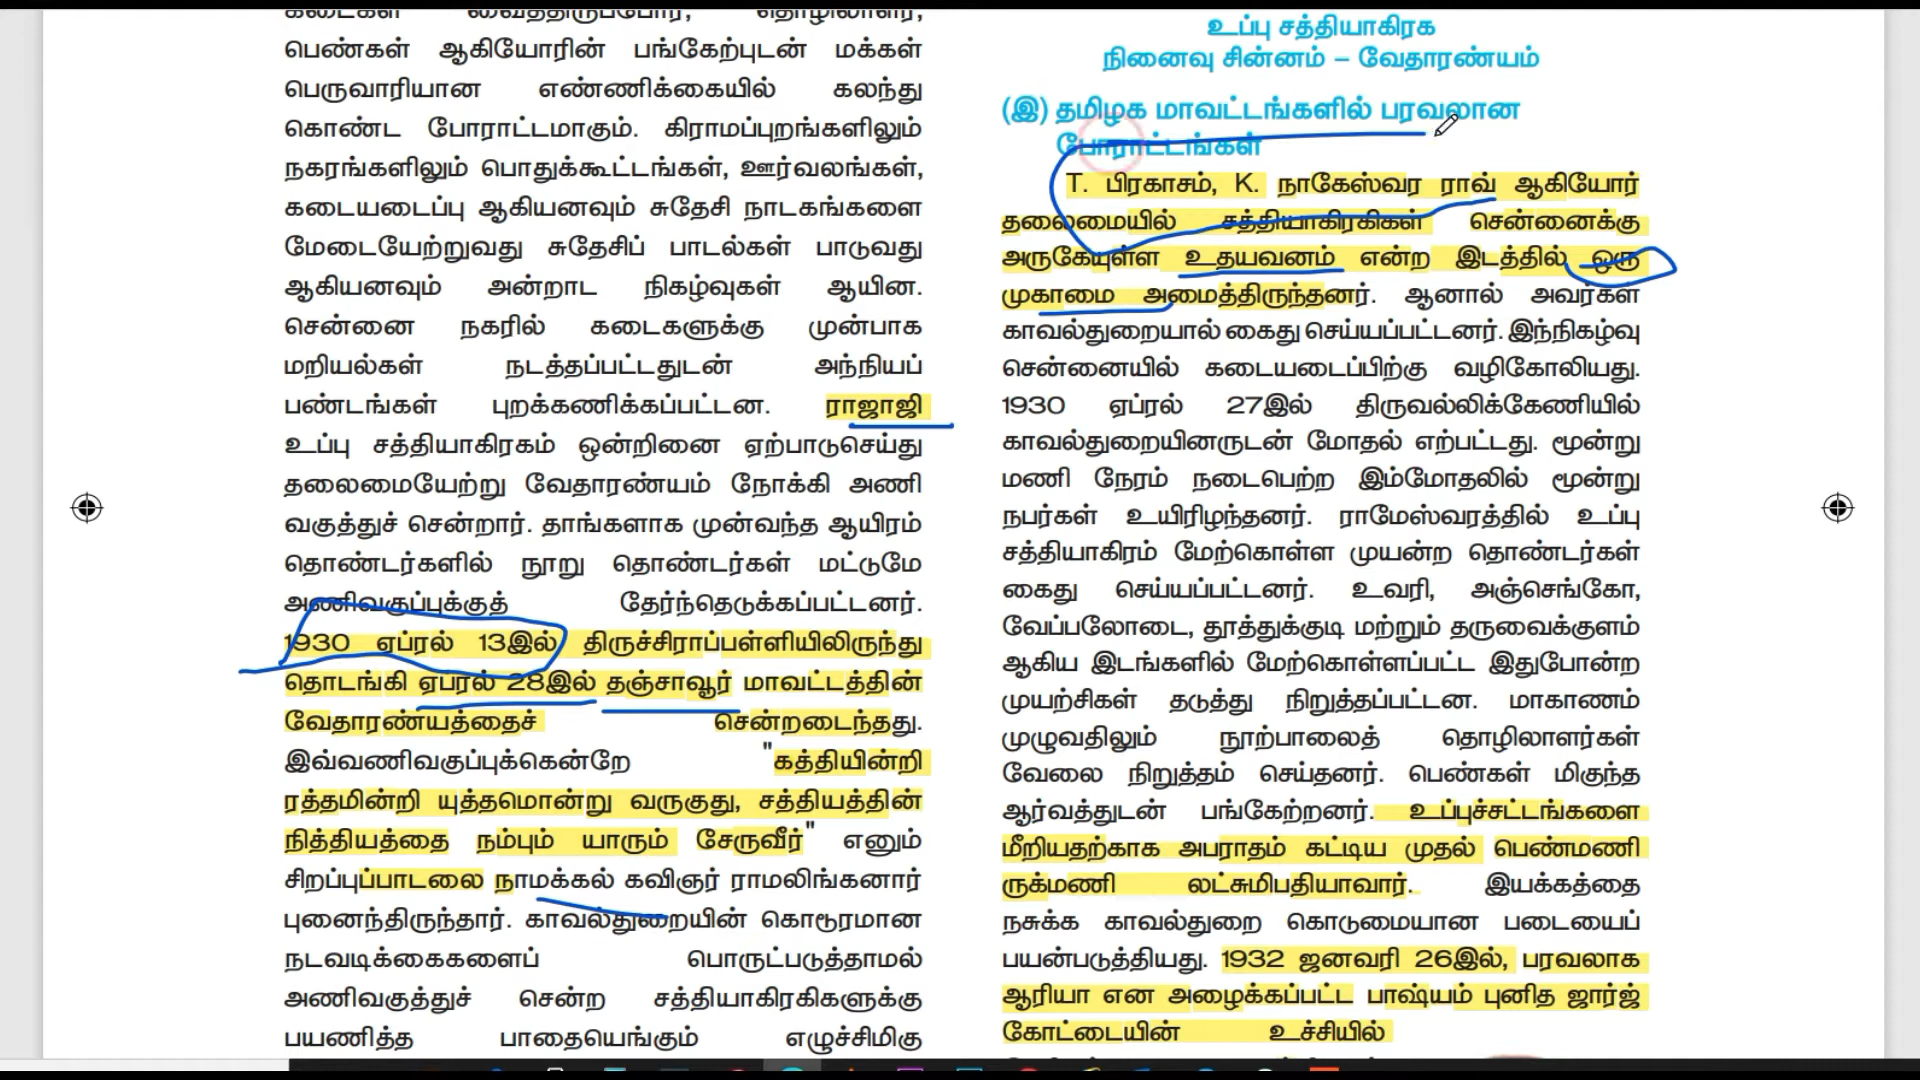 கடைகள் வைத்திருப்போர், தொழிலாளர்,
பெண்கள் ஆகியோரின் பங்கேற்புடன் மக்கள்
பெருவாரியான எண்ணிக்கையில் கலந்து
கொண்ட போராட்டமாகும். கிராமப்புறங்களிலும்
நகரங்களிலும் பொதுக்கூட்டங்கள், ஊர்வலங்கள்,
கடையடைப்பு ஆகியனவும் சுதேசி நாடகங்களை
மேடையேற்றுவது சுதேசிப் பாடல்கள் பாடுவது
ஆகியனவும் அன்றாட நிகழ்வுகள் ஆயின.
சென்னை நகரில் கடைகளுக்கு முன்பாக
மறியல்கள் நடத்தப்பட்டதுடன் அந்நியப்
பண்டங்கள் புறக்கணிக்கப்பட்டன. ராஜாஜி
உப்பு சத்தியாகிரகம் ஒன்றினை ஏற்பாடுசெய்து
தலைமையேற்று வேதாரண்யம் நோக்கி அணி
வகுத்துச் சென்றார். தாங்களாக முன்வந்த ஆயிரம்
தொண்டர்களில் நூறு தொண்டர்கள் மட்டுமே
அணிவகுப்புக்குத் தேர்ந்தெடுக்கப்பட்டனர்.
1930 ஏப்ரல் 13இல் திருச்சிராப்பள்ளியிலிருந்து
தொடங்கி ஏப்ரல் 28இல் தஞ்சாவூர் மாவட்டத்தின்
வேதாரண்யத்தைச் சென்றடைந்தது.
இவ்வணிவகுப்புக்கென்றே "கத்தியின்றி
ரத்தமின்றி யுத்தமொன்று வருகுது, சத்தியத்தின்
நித்தியத்தை நம்பும் யாரும் சேருவீர்" எனும்
சிறப்புப்பாடலை நாமக்கல் கவிஞர் ராமலிங்கனார்
புனைந்திருந்தார். காவல்துறையின் கொடூரமான
நடவடிக்கைகளைப் பொருட்படுத்தாமல்
அணிவகுத்துச் சென்ற சத்தியாகிரகிகளுக்கு
பயணித்த பாதையெங்கும் எழுச்சிமிகு
உப்பு சத்தியாகிரக
நினைவு சின்னம் – வேதாரண்யம்
(இ) தமிழக மாவட்டங்களில் பரவலான
போராட்டங்கள்
T. பிரகாசம், K. நாகேஸ்வர ராவ் ஆகியோர்
தலைமையில் சத்தியாகிரகிகள் சென்னைக்கு
அருகேயுள்ள உதயவனம் என்ற இடத்தில் ஒரு
முகாமை அமைத்திருந்தனர். ஆனால் அவர்கள்
காவல்துறையால் கைது செய்யப்பட்டனர். இந்நிகழ்வு
சென்னையில் கடையடைப்பிற்கு வழிகோலியது.
1930 ஏப்ரல் 27இல் திருவல்லிக்கேணியில்
காவல்துறையினருடன் மோதல் எற்பட்டது. மூன்று
மணி நேரம் நடைபெற்ற இம்மோதலில் மூன்று
நபர்கள் உயிரிழந்தனர். ராமேஸ்வரத்தில் உப்பு
சத்தியாகிரம் மேற்கொள்ள முயன்ற தொண்டர்கள்
கைது செய்யப்பட்டனர். உவரி, அஞ்செங்கோ,
வேப்பலோடை, தூத்துக்குடி மற்றும் தருவைக்குளம்
ஆகிய இடங்களில் மேற்கொள்ளப்பட்ட இதுபோன்ற
முயற்சிகள் தடுத்து நிறுத்தப்பட்டன. மாகாணம்
முழுவதிலும் நூற்பாலைத் தொழிலாளர்கள்
வேலை நிறுத்தம் செய்தனர். பெண்கள் மிகுந்த
ஆர்வத்துடன் பங்கேற்றனர். உப்புச்சட்டங்களை
மீறியதற்காக அபராதம் கட்டிய முதல் பெண்மணி
ருக்மணி லட்சுமிபதியாவார். இயக்கத்தை
நசுக்க காவல்துறை கொடுமையான படையைப்
பயன்படுத்தியது. 1932 ஜனவரி 26இல், பரவலாக
ஆரியா என அழைக்கப்பட்ட பாஷ்யம் புனித ஜார்ஜ்
கோட்டையின் உச்சியில்